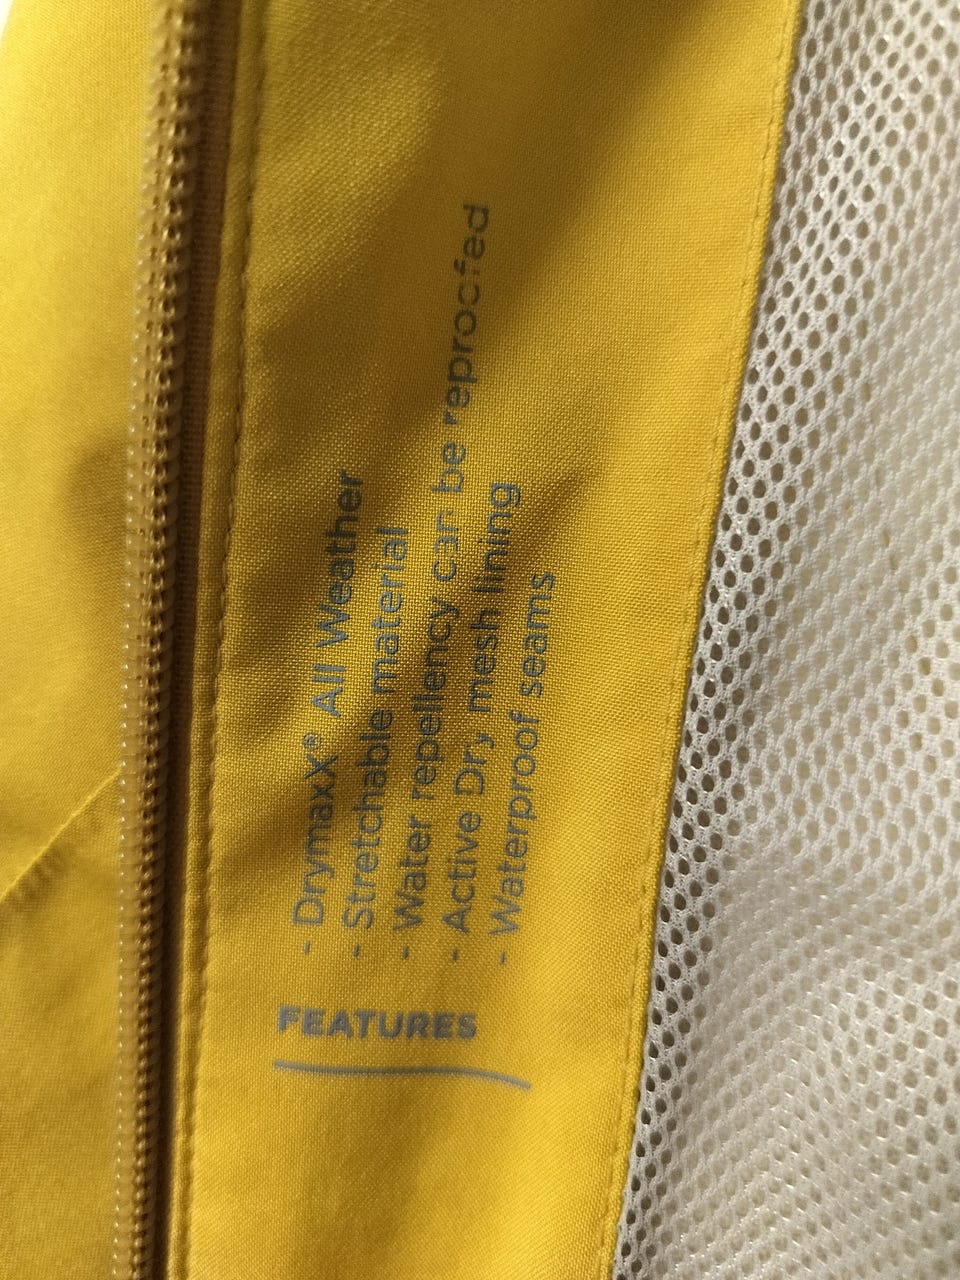 FEATURES
- DrymaxX® All Weather
- Stretchable material
- Water repellency can be reproofed
- Active Dry mesh lining
- Waterproof seams